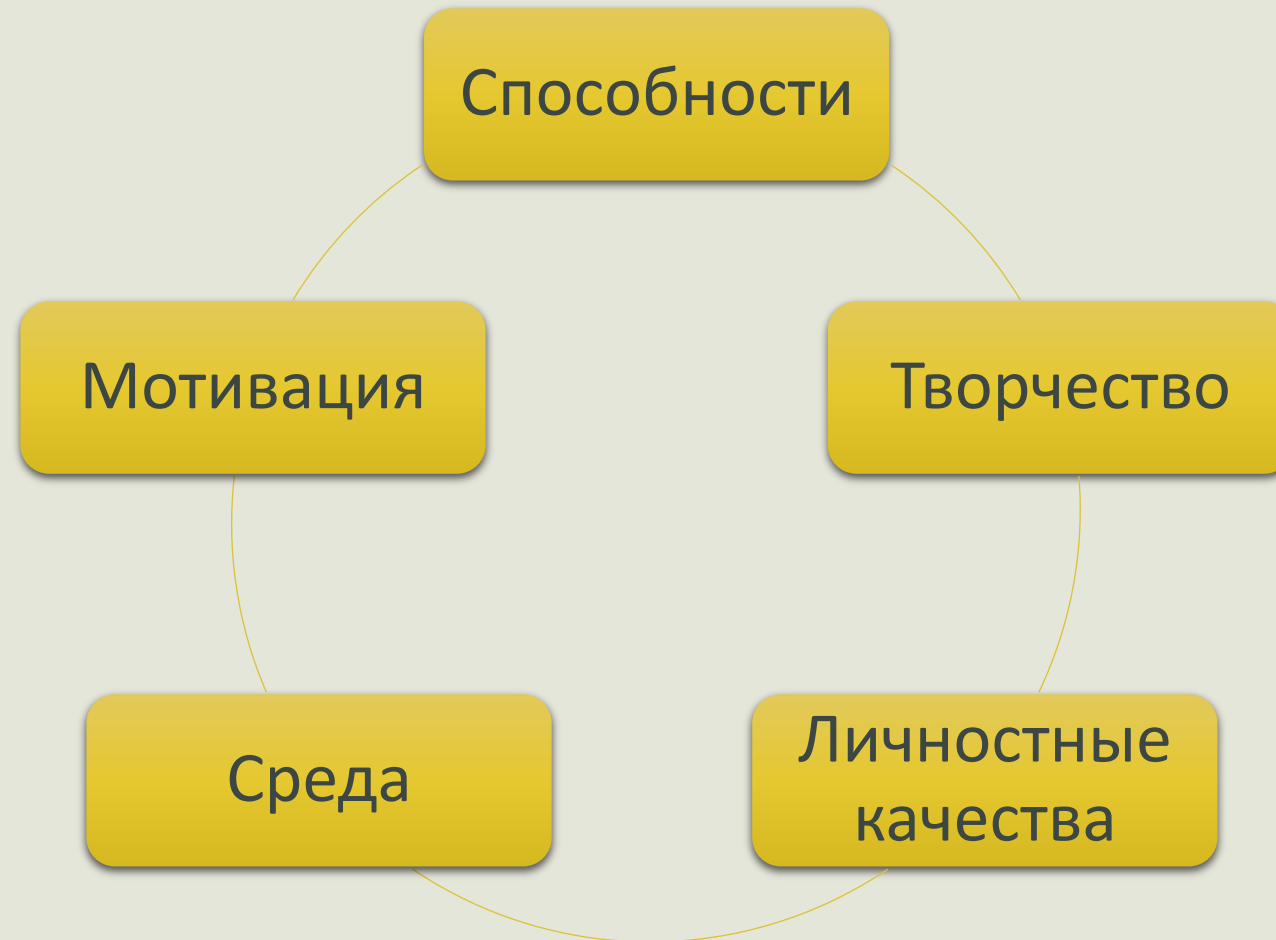 Способности
Мотивация
Творчество
Среда
Личностные
качества